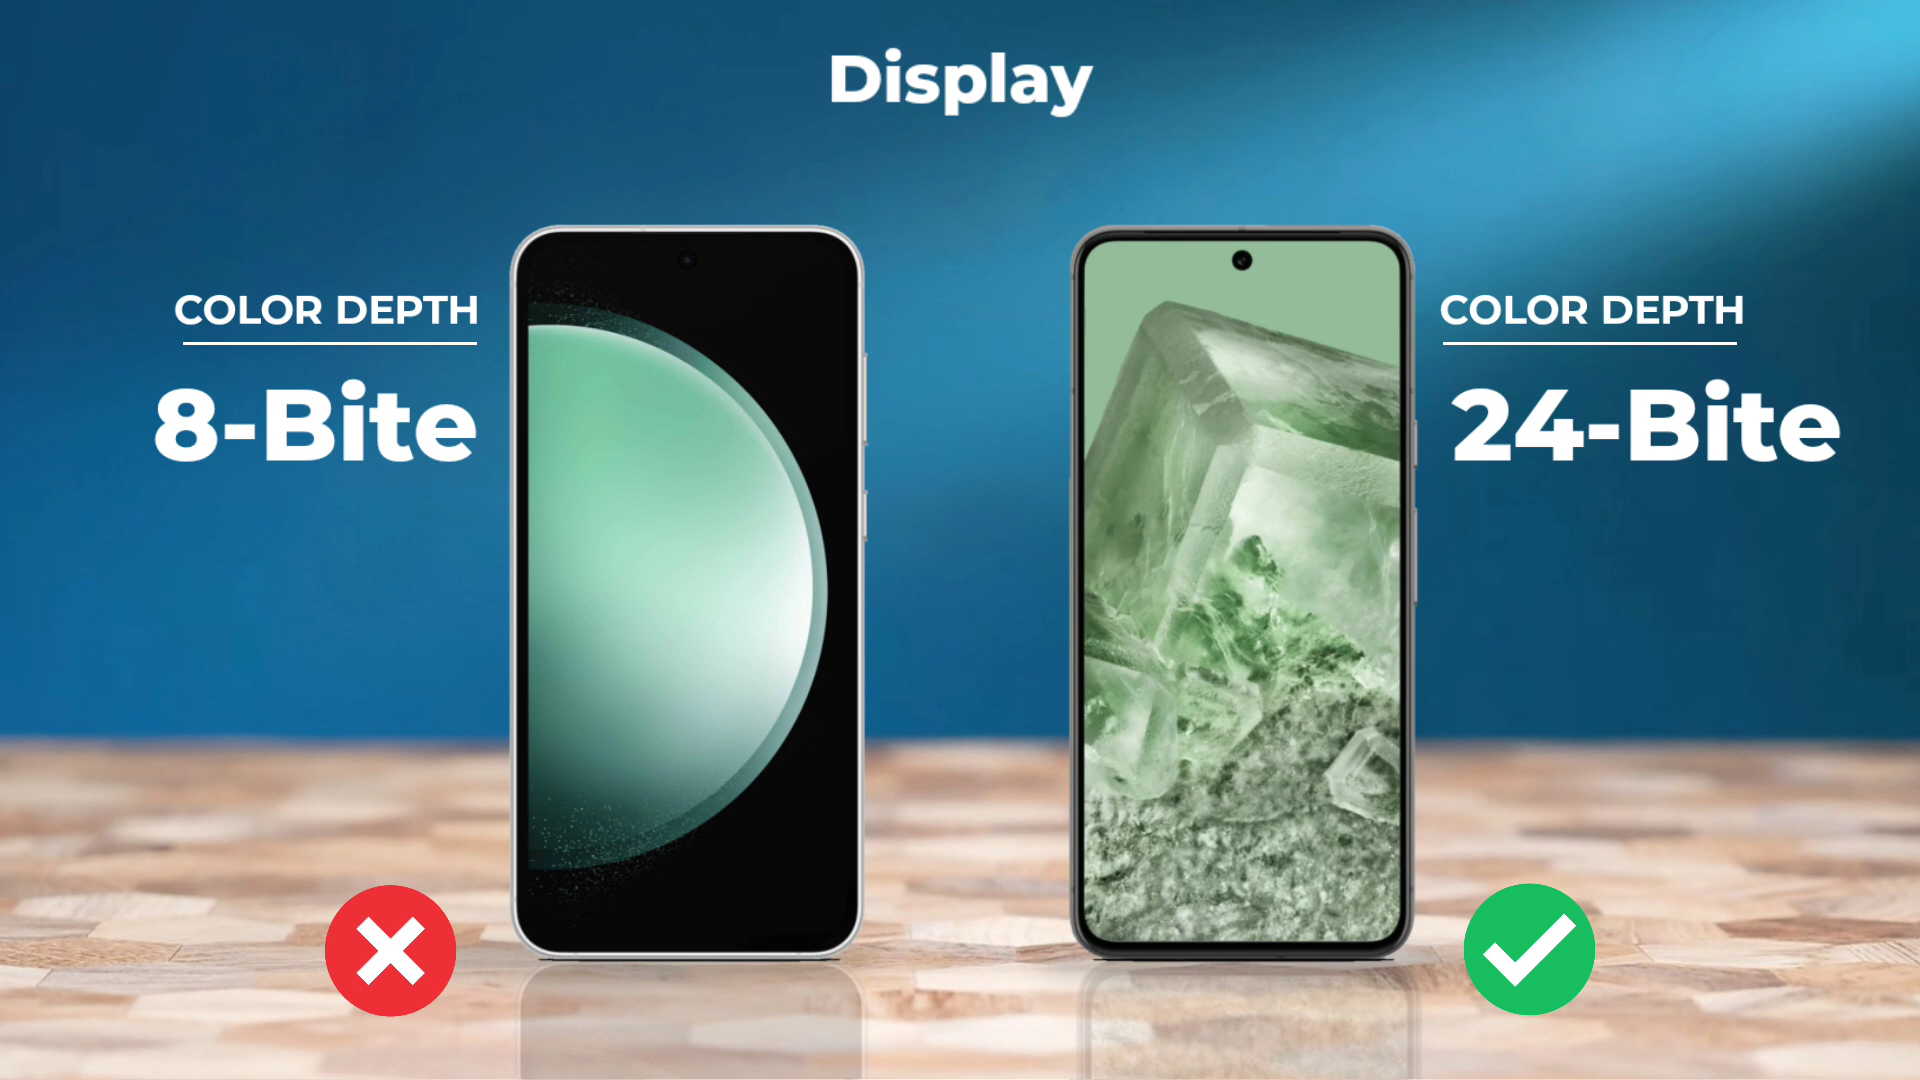 Display
COLOR DEPTH
8-Bite
COLOR DEPTH
24-Bite